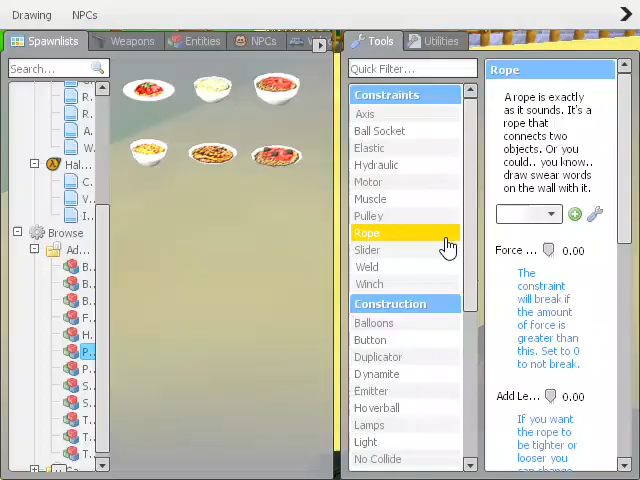 Drawing NPCs
Spawnlists Weapons Entities NPCs
Tools Utilities
Search...
R..
R..
A..
W..
Hal...
C..
V..
I...
Browse
Ad...
B..
B..
B..
F...
H..
P..
P..
S..
S..
T..
T..
Quick Filter...
Constraints
Axis
Ball Socket
Elastic
Hydraulic
Motor
Muscle
Pulley
Rope
Slider
Weld
Winch
Construction
Balloons
Button
Duplicator
Dynamite
Emitter
Hoverball
Lamps
Light
No Collide
Rope
A rope is exactly
as it sounds. It's a
rope that
connects two
objects. Or you
could.. you know..
draw swear words
on the wall with it.
Force ... 0.00
The
constraint
will break if
the amount
of force is
greater than
this. Set to 0
to not break.
Add Le... 0.00
If you want
the rope to
be tighter or
looser you
can change